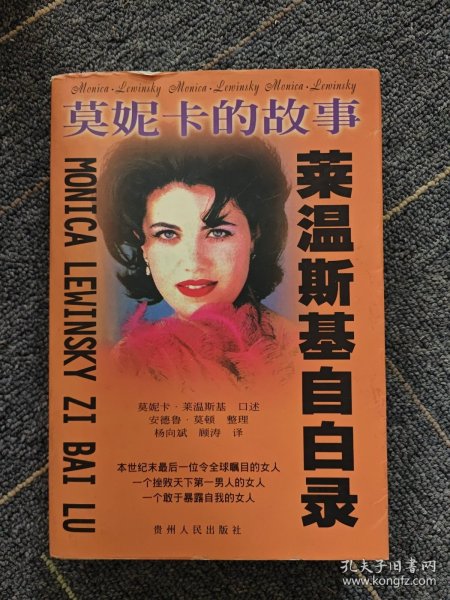 Monica · Lewinsky Monica · Lewinsky Monica · Lewinsky
莫妮卡的故事
莱温斯基自白录
MONICA LEWINSKY ZI BAI LU
莫妮卡·莱温斯基 口述
安德鲁·莫顿 整理
杨向斌 顾涛 译
本世纪末最后一位令全球瞩目的女人
一个挫败天下第一男人的女人
一个敢于暴露自我的女人
贵州人民出版社
孔夫子旧书网
www.kongfz.com